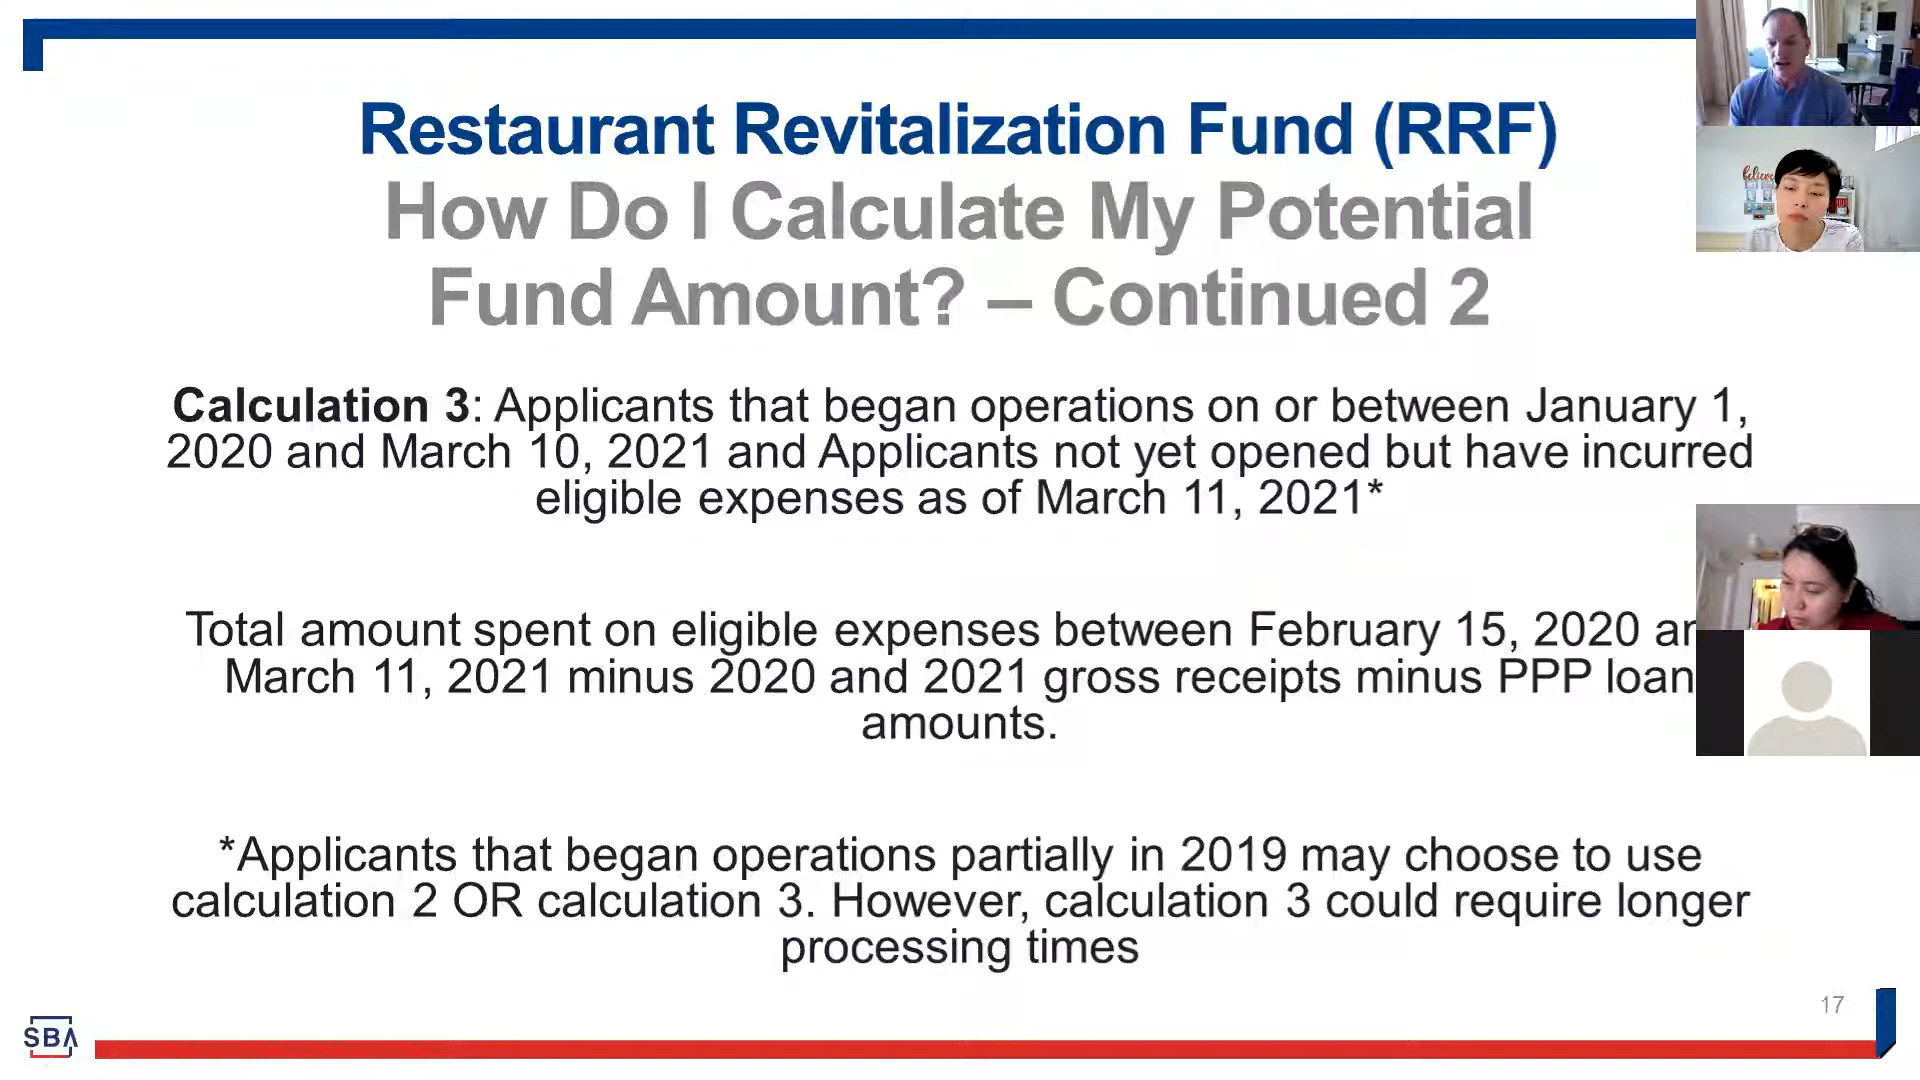 Restaurant Revitalization Fund (RRF)
How Do I Calculate My Potential
Fund Amount? – Continued 2
Calculation 3: Applicants that began operations on or between January 1,
2020 and March 10, 2021 and Applicants not yet opened but have incurred
eligible expenses as of March 11, 2021*
Total amount spent on eligible expenses between February 15, 2020
March 11, 2021 minus 2020 and 2021 gross receipts minus PPP loan
amounts.
*Applicants that began operations partially in 2019 may choose to use
calculation 2 OR calculation 3. However, calculation 3 could require longer
processing times
17
SBA
believe